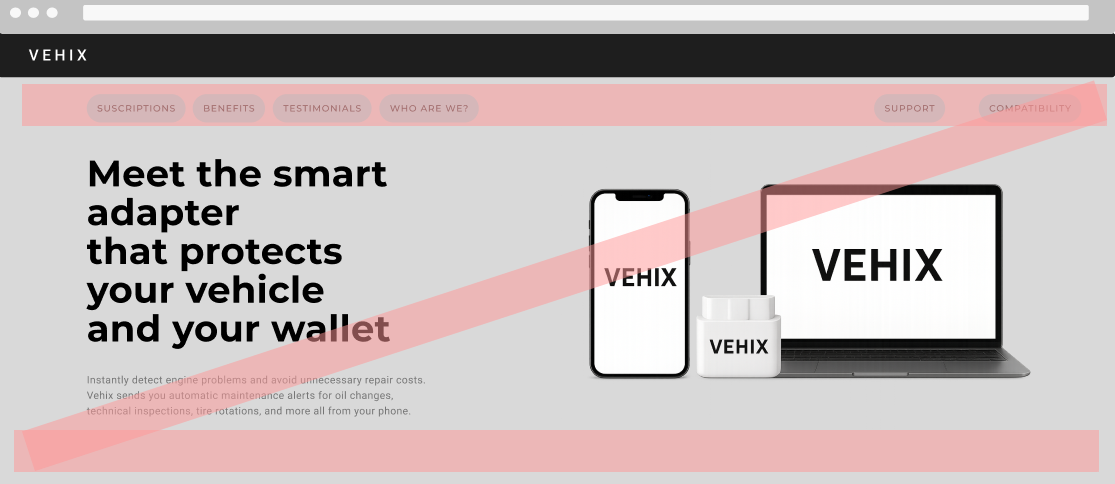 VEHIX
SUSCRIPTIONS BENEFITS TESTIMONIALS WHO ARE WE? SUPPORT COMPATIBILITY
Meet the smart
adapter
that protects
your vehicle
and your wallet
Instantly detect engine problems and avoid unnecessary repair costs.
Vehix sends you automatic maintenance alerts for oil changes,
technical inspections, tire rotations, and more all from your phone.
VEHIX
VEHIX
VEHIX